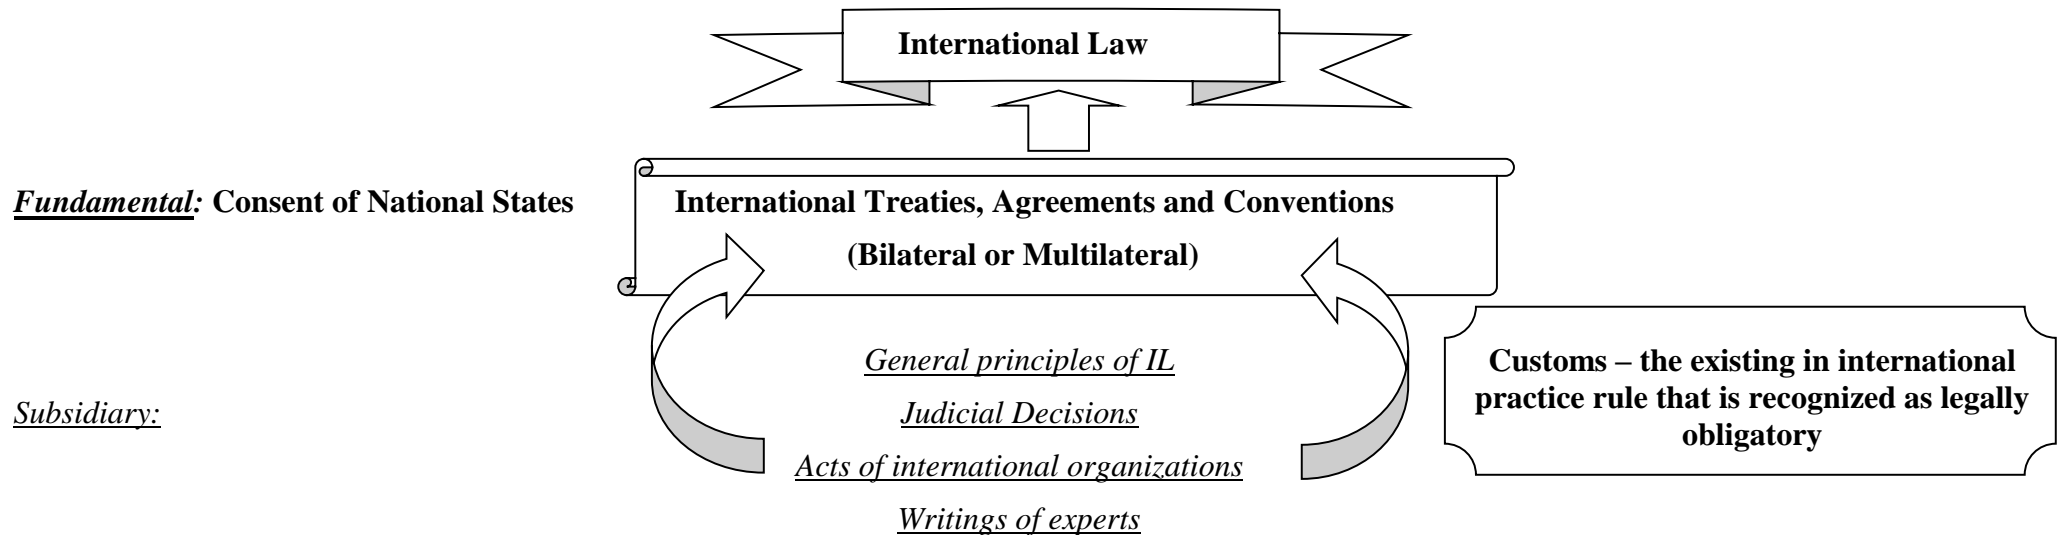 International Law
Fundamental: Consent of National States
International Treaties, Agreements and Conventions
(Bilateral or Multilateral)
General principles of IL
Subsidiary:
Judicial Decisions
Acts of international organizations
Writings of experts
Customs – the existing in international
practice rule that is recognized as legally
obligatory